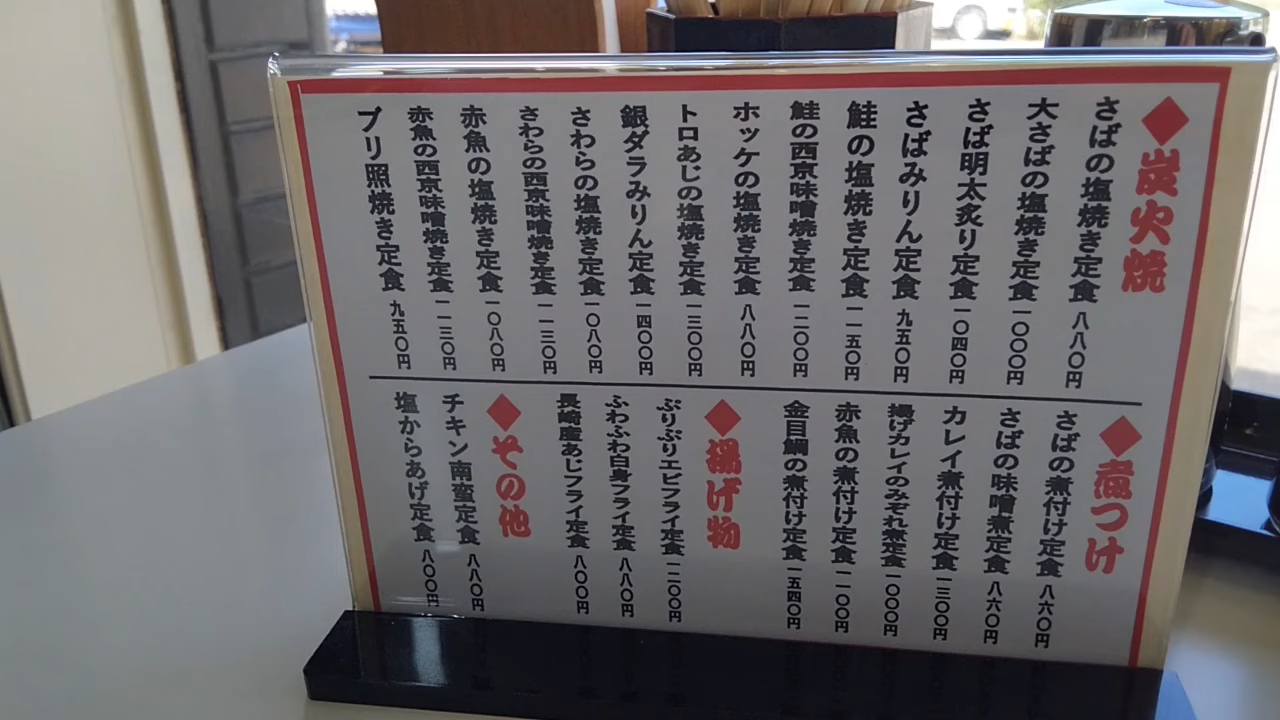 ◆炭火焼
さばの塩焼き定食 八八〇円
大さばの塩焼き定食 一〇〇〇円
さば明太炙り定食 一〇四〇円
さばみりん定食 九五〇円
鮭の塩焼き定食 一一五〇円
鮭の西京味噌焼き定食 一二〇〇円
ホッケの塩焼き定食 八八〇円
トロあじの塩焼き定食 一三〇〇円
銀ダラみりん定食 一四〇〇円
さわらの塩焼き定食 一〇八〇円
さわらの西京味噌焼き定食 一一三〇円
赤魚の塩焼き定食 一〇八〇円
赤魚の西京味噌焼き定食 一一三〇円
ブリ照焼き定食 九五〇円
◆煮つけ
さばの煮付け定食 八六〇円
さばの味噌煮定食 八六〇円
カレイ煮付け定食 一三〇〇円
揚げカレイのみぞれ煮定食 一〇〇〇円
赤魚の煮付け定食 一一〇〇円
金目鯛の煮付け定食 一五四〇円
◆揚げ物
ぷりぷりエビフライ定食 一二〇〇円
ふわふわ白身フライ定食 八八〇円
長崎産あじフライ定食 八〇〇円
◆その他
チキン南蛮定食 八八〇円
塩からあげ定食 八〇〇円